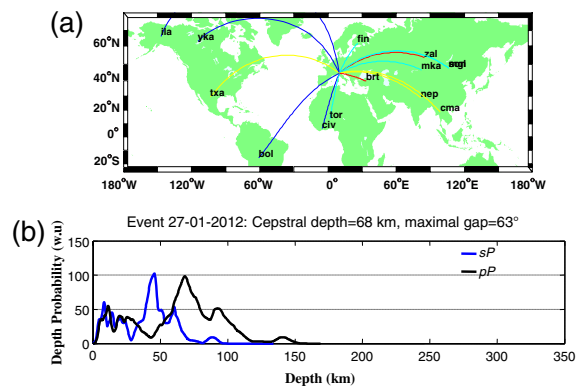 (a)
60°N
40°N
20°N
0°
20°S
180°W
120°W
60°W
0°
60°E
120°E
180°W
jla
yka
fin
zal
mka
brt
txa
nep
cma
tor
civ
bol
(b)
Event 27-01-2012: Cepstral depth=68 km, maximal gap=63°
Depth Probability (w.u)
150
100
50
0
sP
pP
0
50
100
150
200
250
300
350
Depth (km)